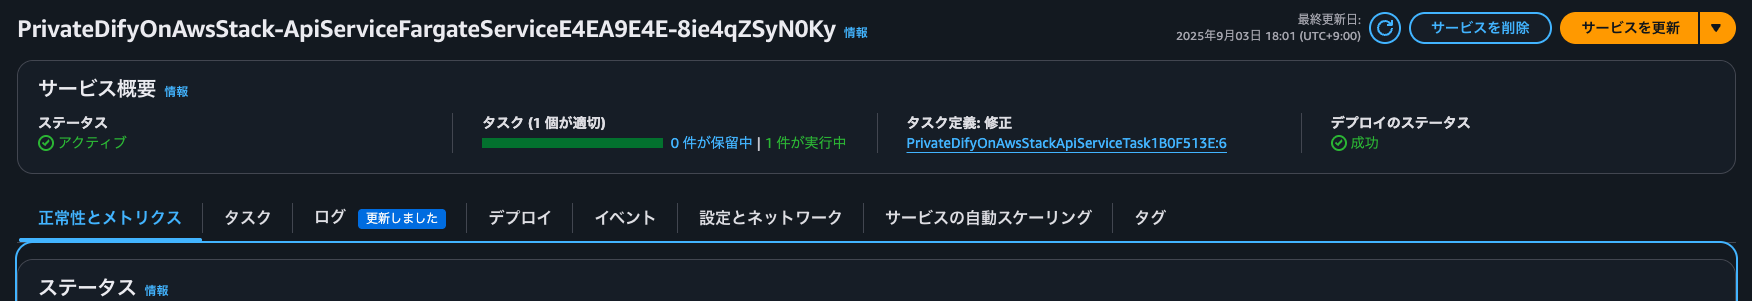 PrivateDifyOnAwsStack-ApiServiceFargateServiceE4EA9E4E-8ie4qZSyN0Ky 情報
最終更新日:
2025年9月03日 18:01 (UTC+9:00)
サービスを削除
サービスを更新
サービス概要 情報
ステータス
アクティブ
タスク (1 個が適切)
0 件が保留中 | 1 件が実行中
タスク定義: 修正
PrivateDifyOnAwsStackApiServiceTask1B0F513E:6
デプロイのステータス
成功
正常性とメトリクス
タスク
ログ 更新しました
デプロイ
イベント
設定とネットワーク
サービスの自動スケーリング
タグ
ステータス 情報